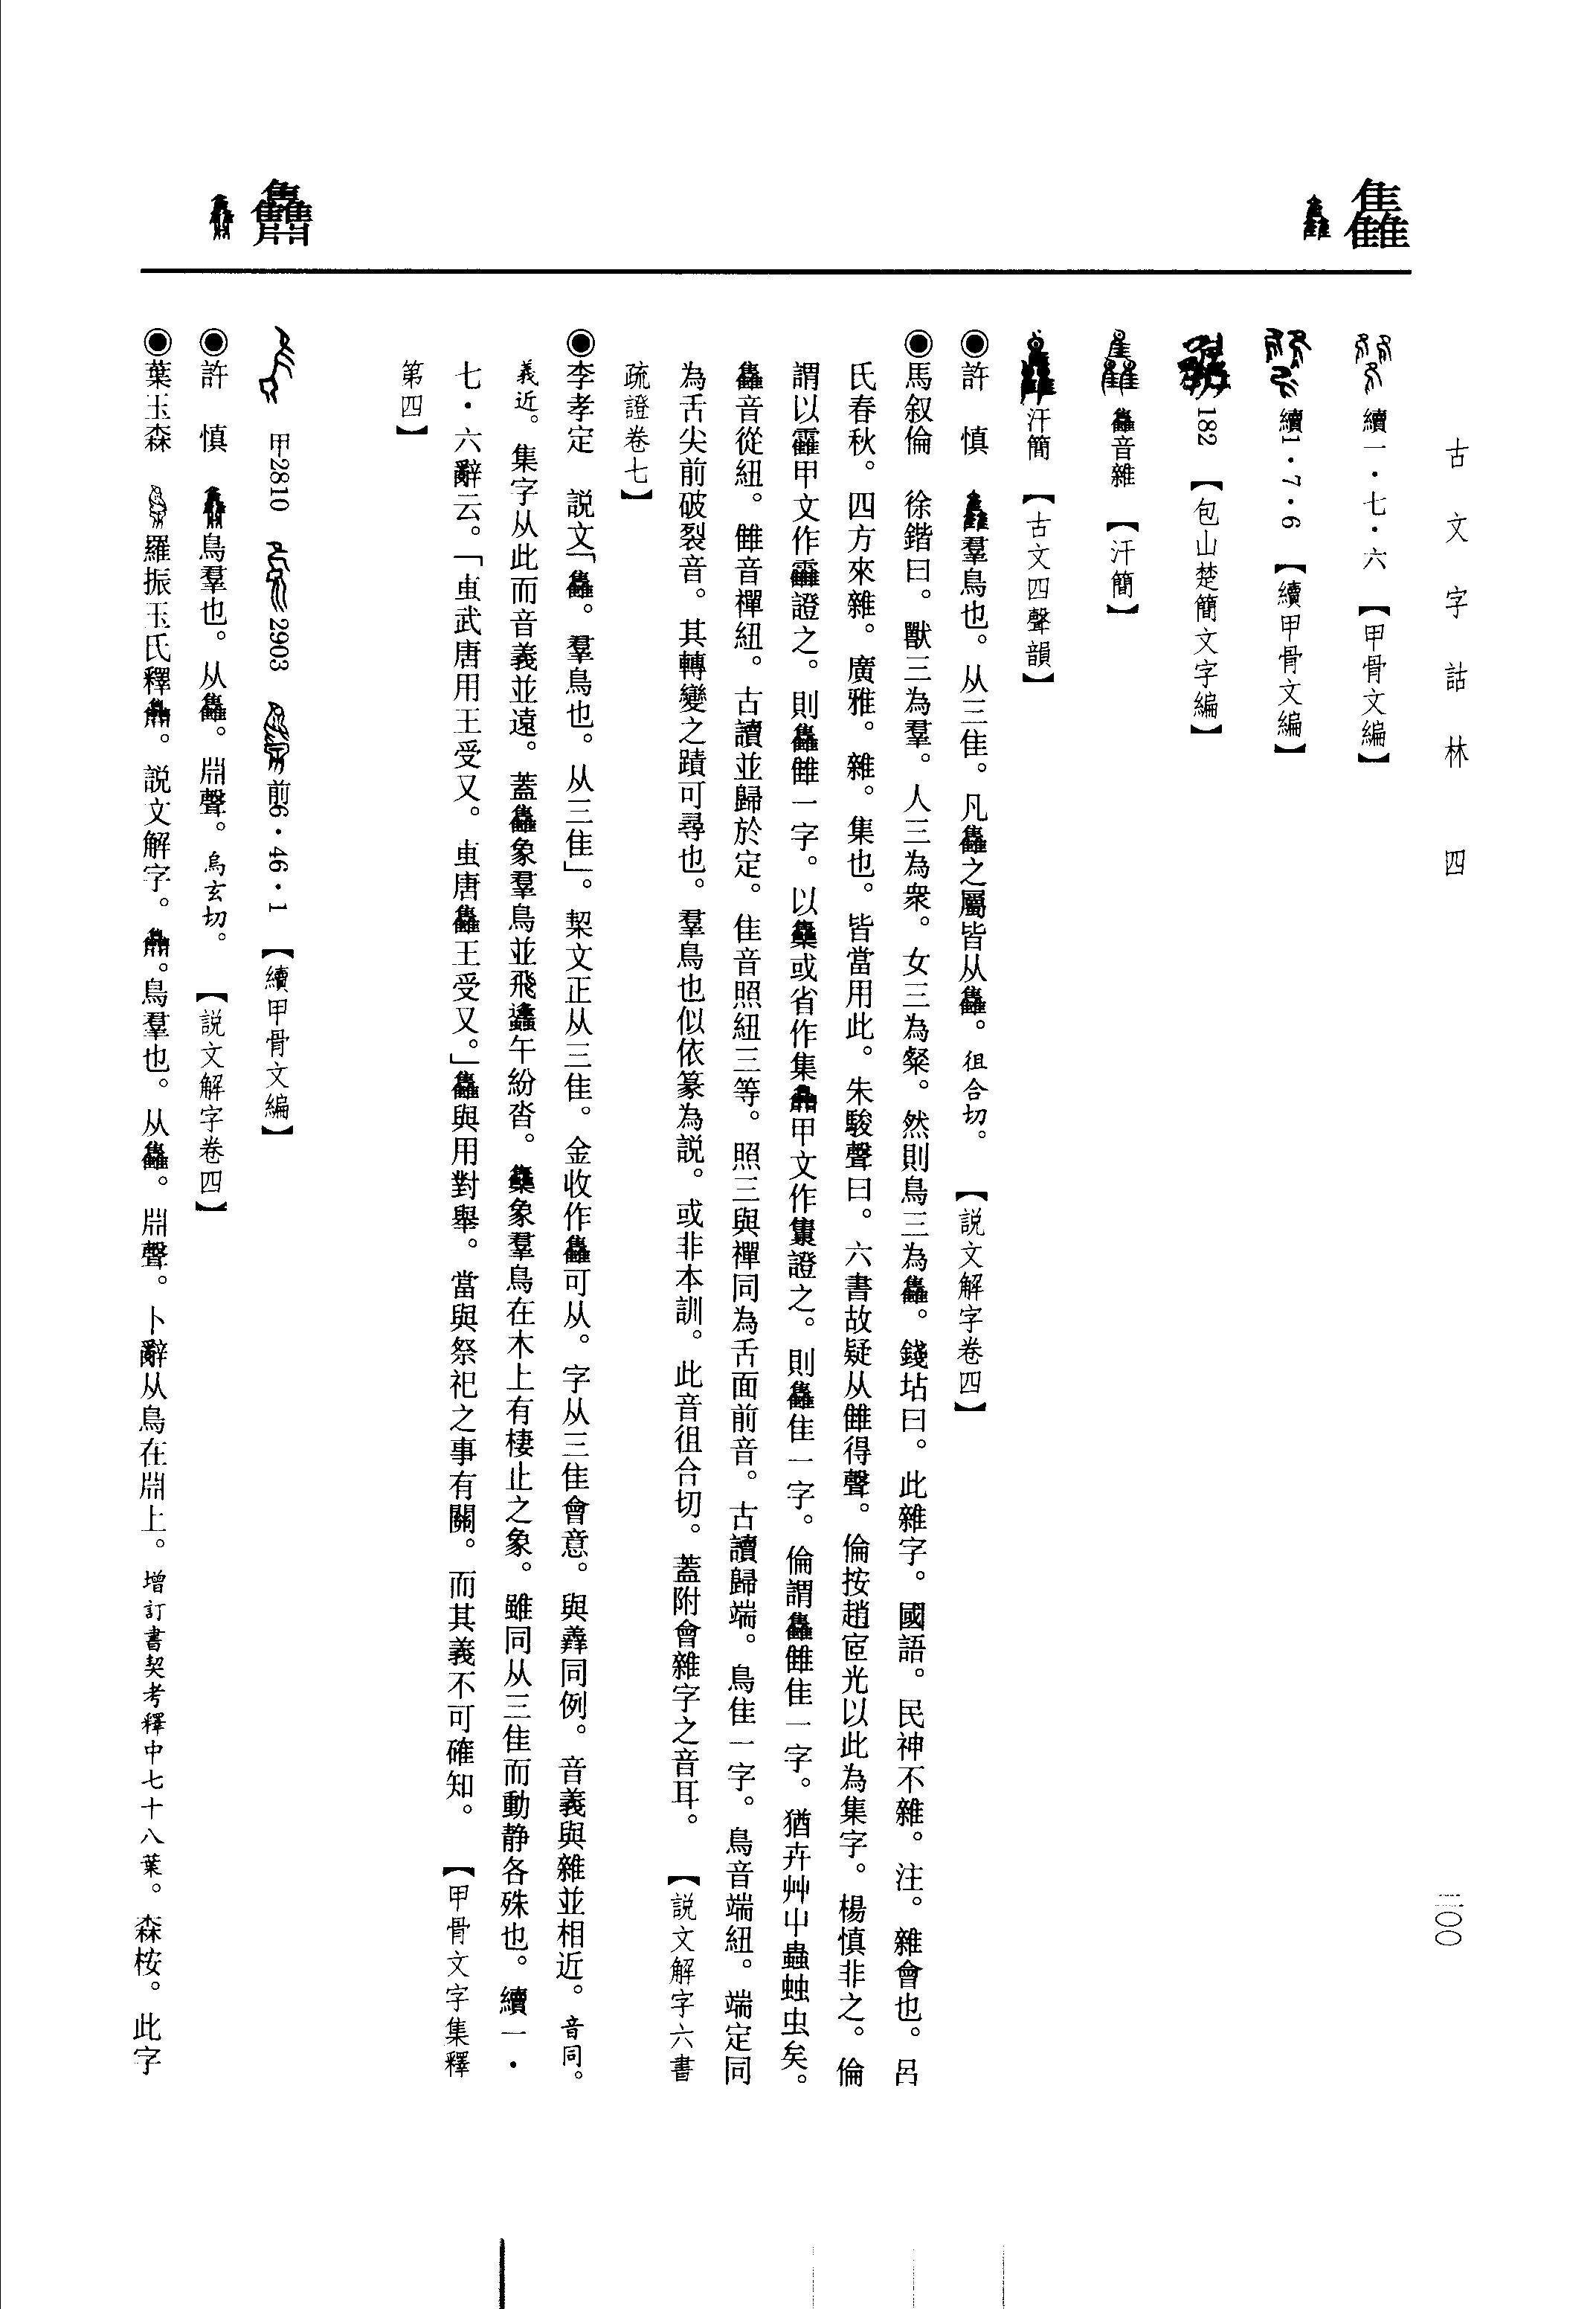 古文字詁林 四
三〇〇
雥
續一·七·六 【甲骨文編】
續1·7·6 【續甲骨文編】
182 【包山楚簡文字編】
雥音雜 【汗簡】
汗簡 【古文四聲韻】
◉許 慎 雥羣鳥也。从三隹。凡雥之屬皆从雥。徂合切。 【説文解字卷四】
◉馬叙倫 徐鍇曰。獸三為羣。人三為衆。女三為粲。然則鳥三為雥。錢坫曰。此雜字。國語。民神不雜。注。雜會也。呂
氏春秋。四方來雜。廣雅。雜。集也。皆當用此。朱駿聲曰。六書故疑从雔得聲。倫按趙宧光以此為集字。楊慎非之。倫
謂以靃甲文作䨥證之。則雥雔一字。以雧或省作集 甲文作 證之。則雥隹一字。倫謂雥雔隹一字。猶卉艸屮蟲䖵虫矣。
雥音從紐。雔音禪紐。古讀並歸於定。隹音照紐三等。照三與禪同為舌面前音。古讀歸端。鳥隹一字。鳥音端紐。端定同
為舌尖前破裂音。其轉變之蹟可尋也。羣鳥也似依篆為説。或非本訓。此音徂合切。蓋附會雜字之音耳。 【説文解字六書
疏證卷七】
◉李孝定 説文「雥。羣鳥也。从三隹」。栔文正从三隹。金收作雥可从。字从三隹會意。與羴同例。音義與雜並相近。音同。
義近。集字从此而音義並遠。蓋雥象羣鳥並飛 午紛沓。雧象羣鳥在木上有棲止之象。雖同从三隹而動静各殊也。續一·
七·六辭云。「𧈧武唐用王受又。𧈧唐雥王受又。」雥與用對舉。當與祭祀之事有關。而其義不可確知。 【甲骨文字集釋
第四】
𪚇
甲2810 2903 前6·46·1 【續甲骨文編】
◉許 慎 鳥羣也。从雥。𣶒聲。烏玄切。 【説文解字卷四】
◉葉玉森 羅振玉氏釋 。説文解字。 。鳥羣也。从雥。𣶒聲。卜辭从鳥在𣶒上。增訂書契考釋中七十八葉。森桉。此字